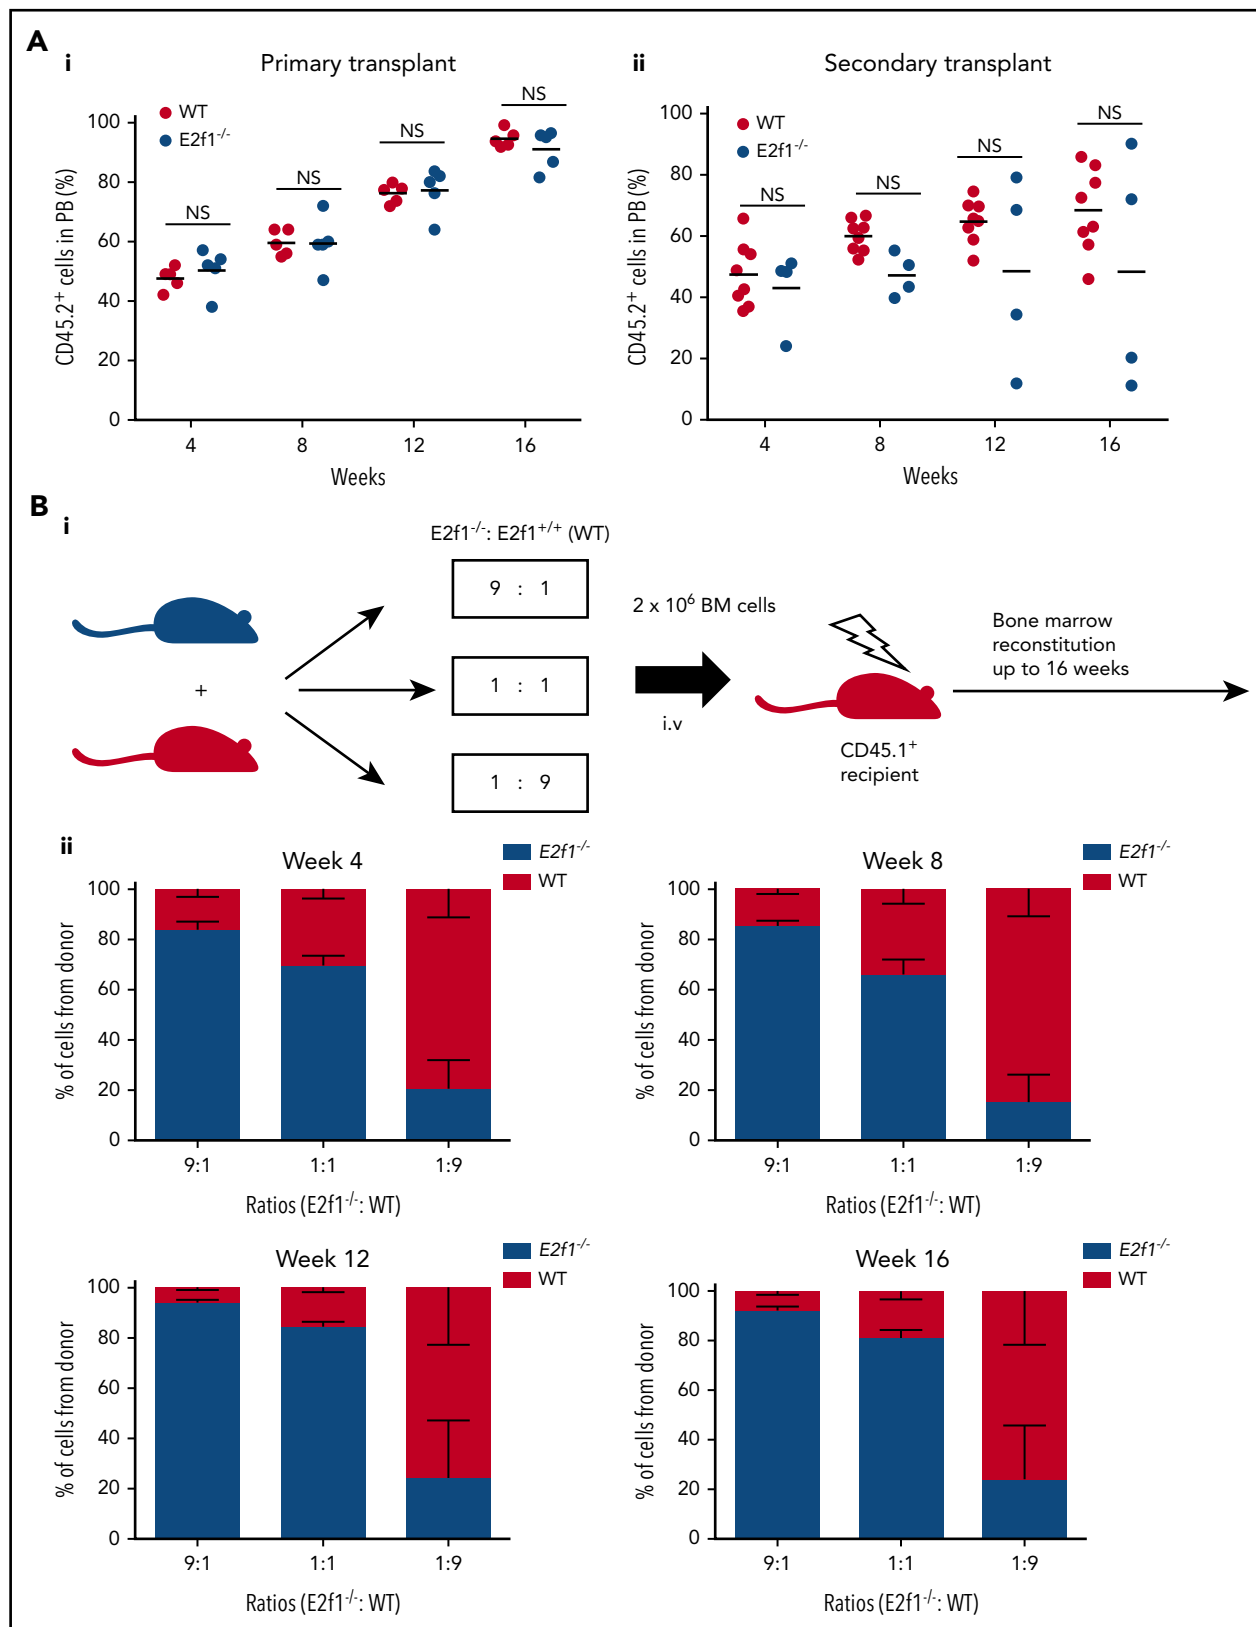 A
i
Primary transplant
WT
E2f1-/-
NS
NS
NS
NS
CD45.2+ cells in PB (%)
100
80
60
40
20
0
4
8
12
16
Weeks
ii
Secondary transplant
WT
E2f1-/-
NS
NS
NS
NS
CD45.2+ cells in PB (%)
100
80
60
40
20
0
4
8
12
16
Weeks
B
i
E2f1-/-: E2f1+/+ (WT)
9 : 1
1 : 1
1 : 9
+
2 x 10⁶ BM cells
i.v
CD45.1+
recipient
Bone marrow
reconstitution
up to 16 weeks
ii
Week 4
E2f1-/-
WT
% of cells from donor
100
80
60
40
20
0
9:1
1:1
1:9
Ratios (E2f1-/-: WT)
Week 8
E2f1-/-
WT
% of cells from donor
100
80
60
40
20
0
9:1
1:1
1:9
Ratios (E2f1-/-: WT)
Week 12
E2f1-/-
WT
% of cells from donor
100
80
60
40
20
0
9:1
1:1
1:9
Ratios (E2f1-/-: WT)
Week 16
E2f1-/-
WT
% of cells from donor
100
80
60
40
20
0
9:1
1:1
1:9
Ratios (E2f1-/-: WT)